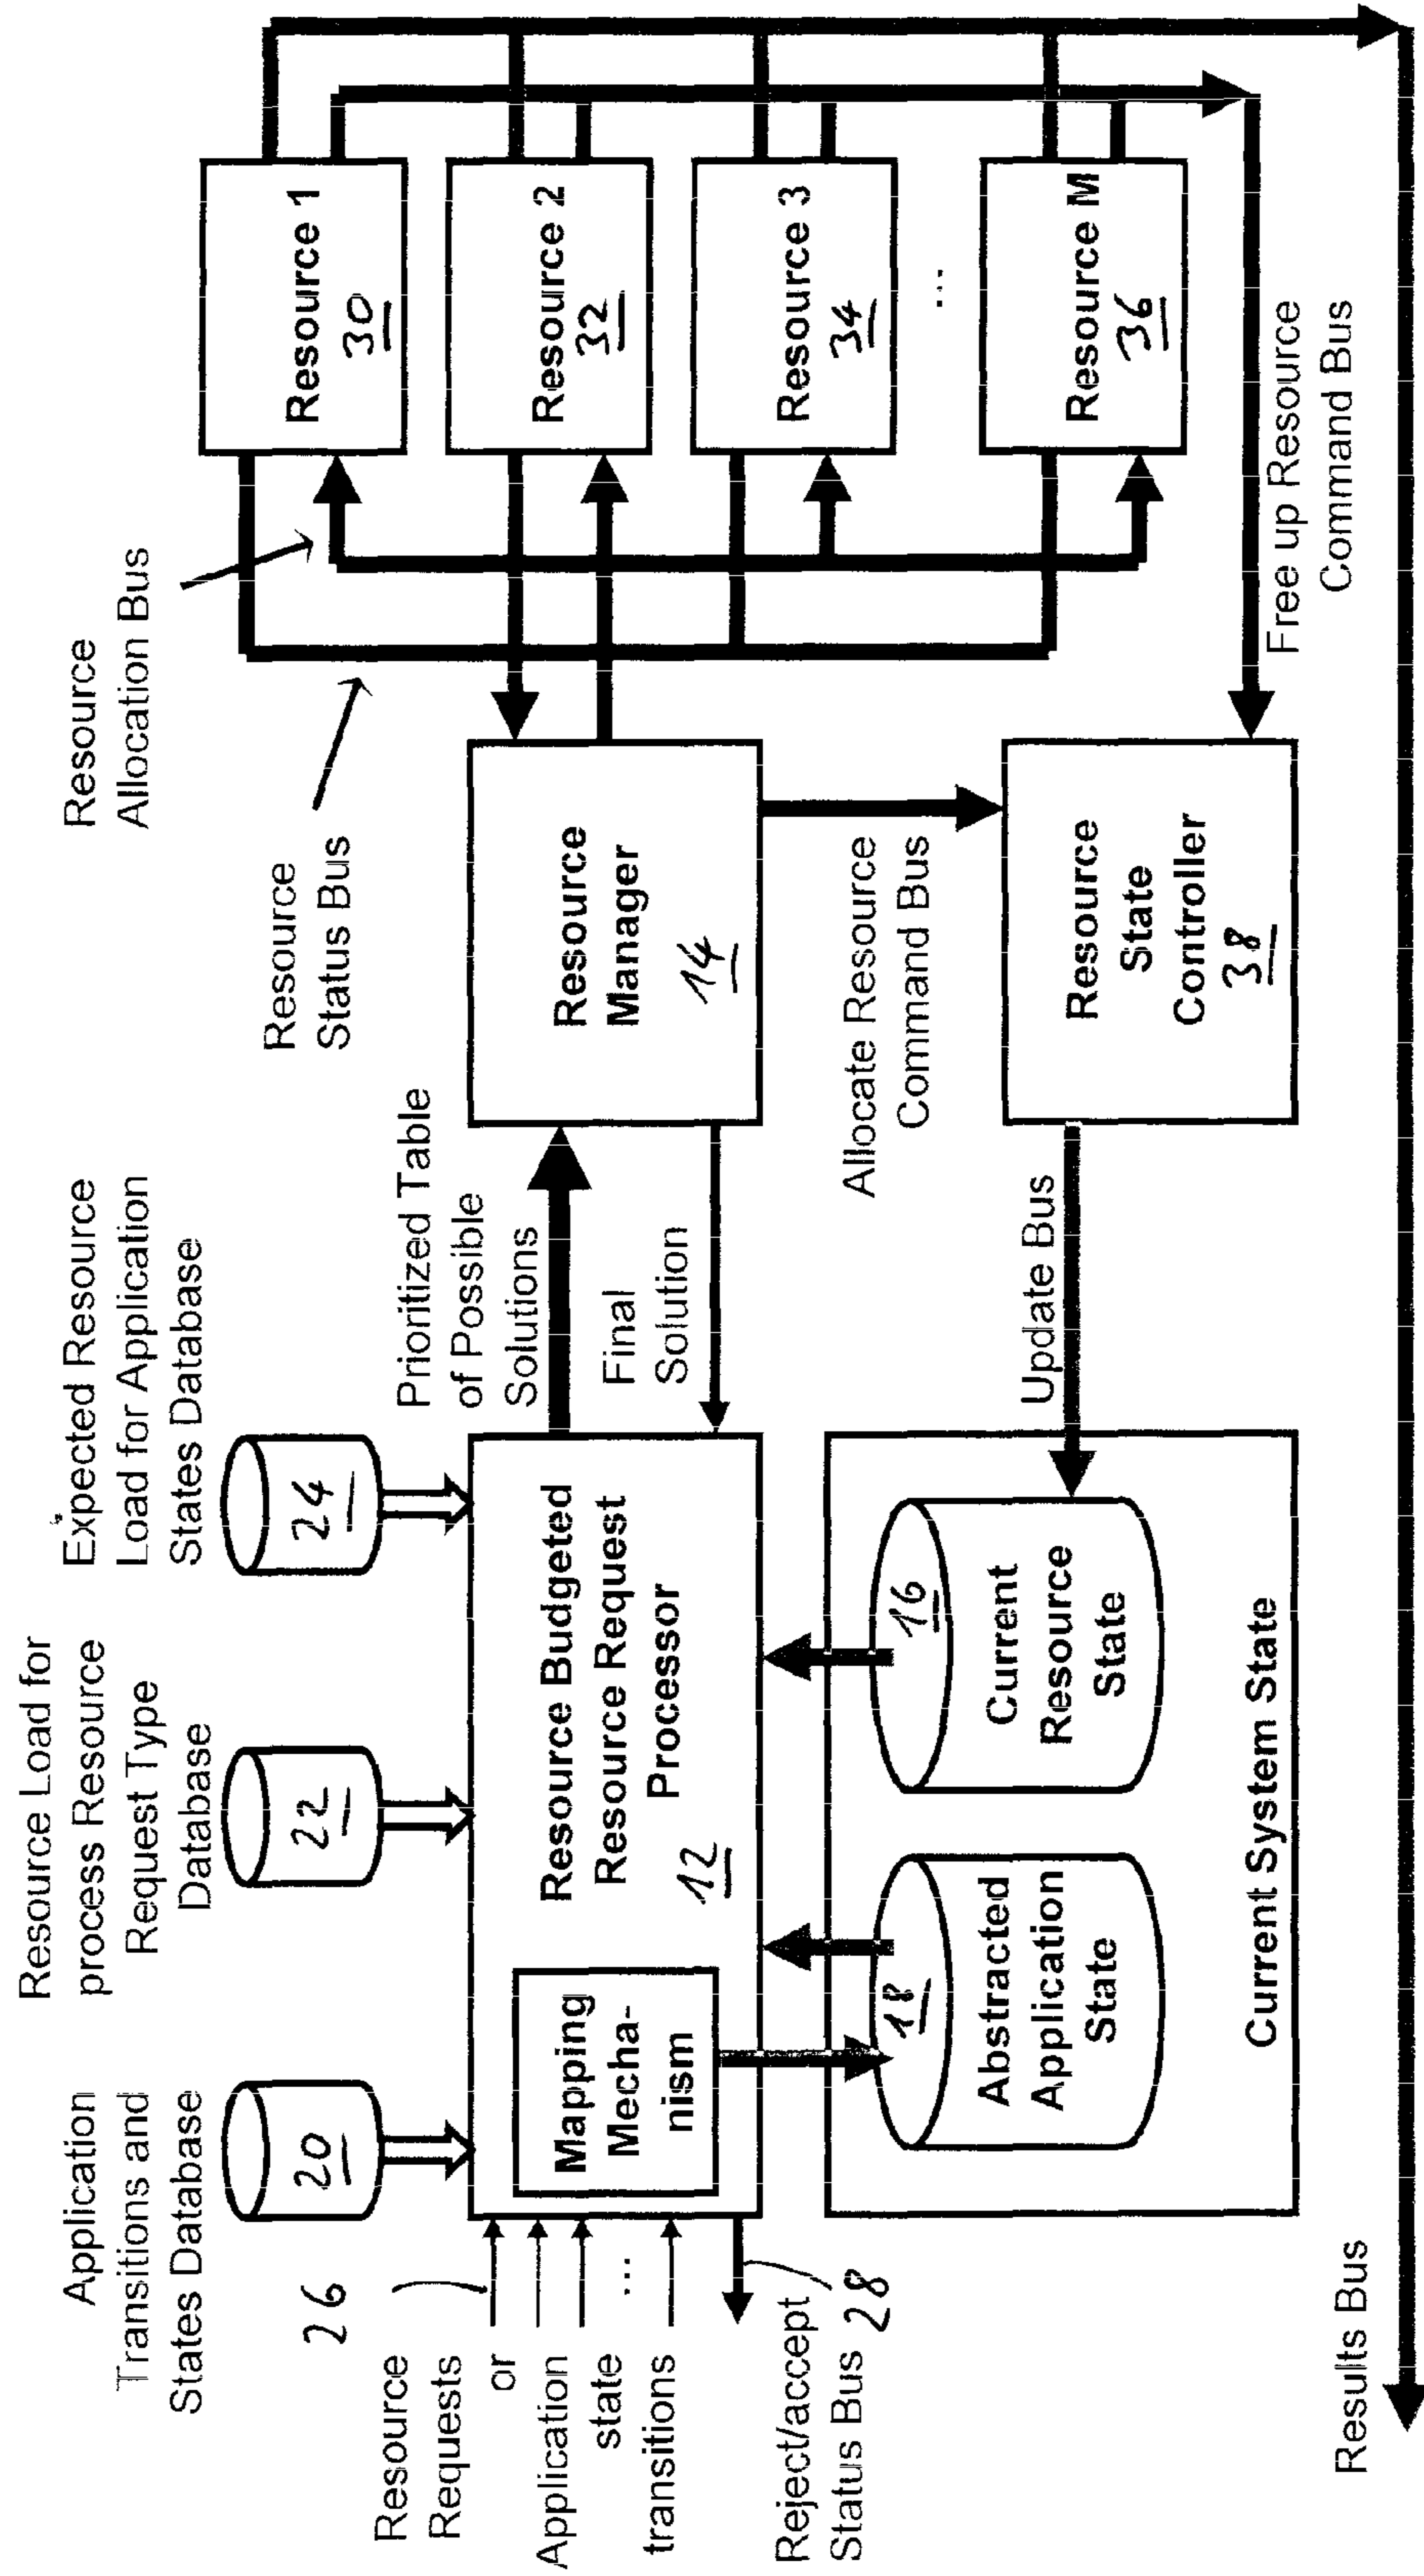 Application
Transitions and
States Database
20
Resource Load for
process Resource
Request Type
Database
22
Expected Resource
Load for Application
States Database
24
Resource
Allocation Bus
Resource
Status Bus
26
Resource
Requests
or
Application
state
...
transitions
Reject/accept
Status Bus
28
Mapping
Mecha-
nism
Resource Budgeted
Resource Request
Processor
12
Prioritized Table
of Possible
Solutions
Final
Solution
Resource
Manager
14
Resource 1
30
Resource 2
32
Resource 3
34
...
Resource M
36
Allocate Resource
Command Bus
Resource
State
Controller
38
Free up Resource
Command Bus
Update Bus
18
Abstracted
Application
State
16
Current
Resource
State
Current System State
Results Bus